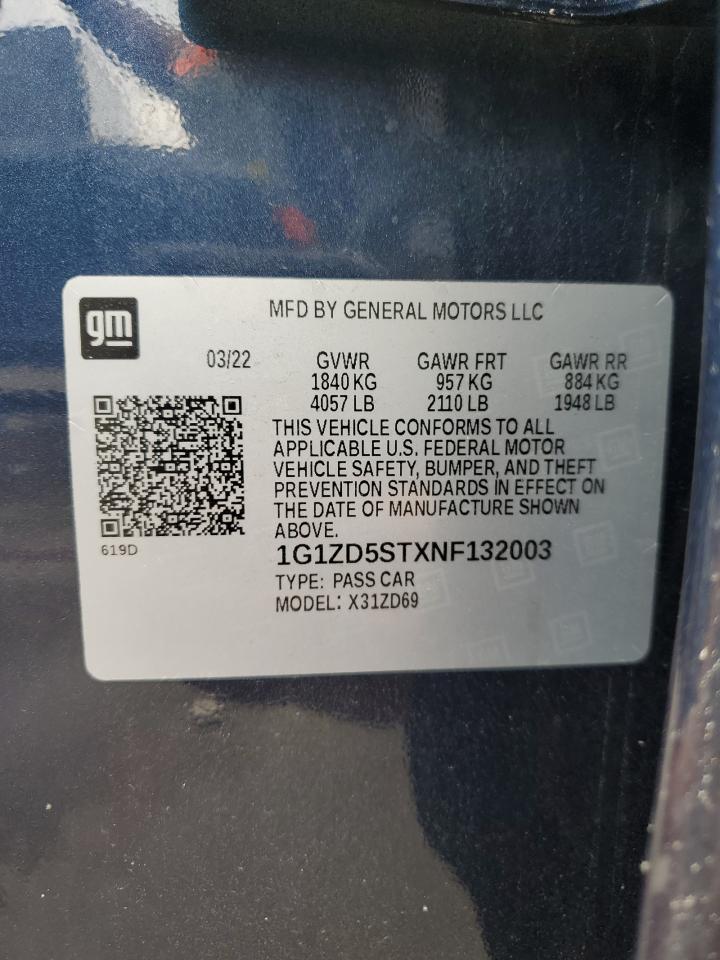 gm
MFD BY GENERAL MOTORS LLC
03/22 GVWR GAWR FRT GAWR RR
1840 KG 957 KG 884 KG
4057 LB 2110 LB 1948 LB
THIS VEHICLE CONFORMS TO ALL
APPLICABLE U.S. FEDERAL MOTOR
VEHICLE SAFETY, BUMPER, AND THEFT
PREVENTION STANDARDS IN EFFECT ON
THE DATE OF MANUFACTURE SHOWN
ABOVE.
619D
1G1ZD5STXNF132003
TYPE: PASS CAR
MODEL: X31ZD69